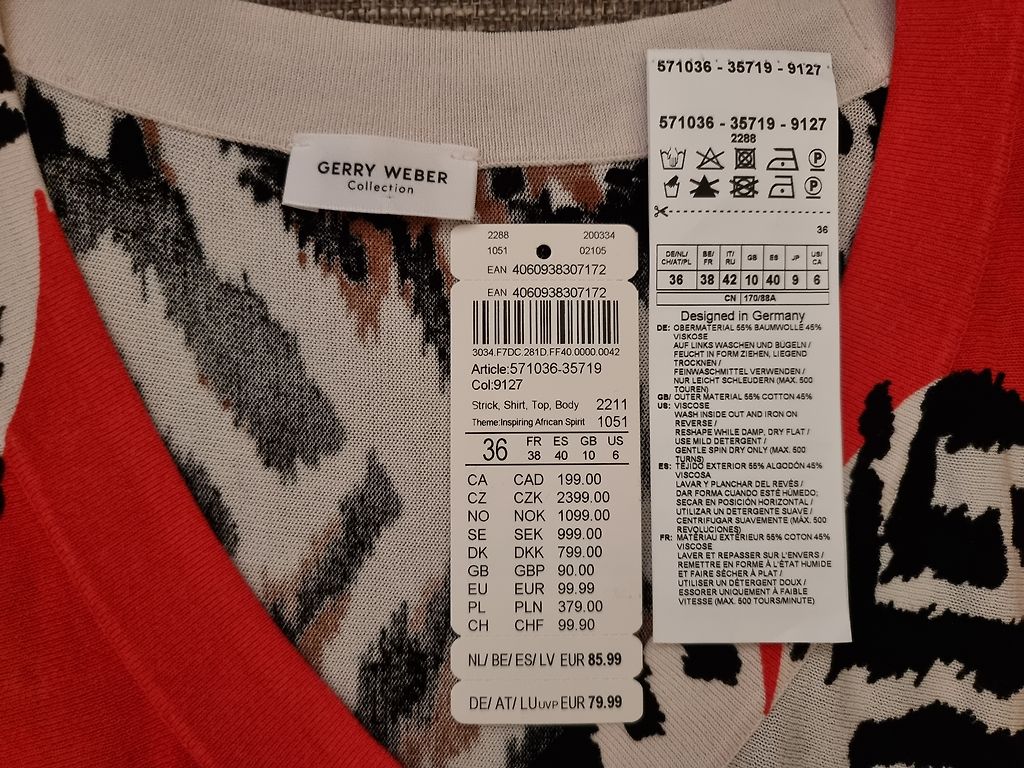 GERRY WEBER
Collection
2288 200334
1051 02105
EAN 4060938307172
EAN 4060938307172
3034.F7DC.281D.FF40.0000.0042
Article:571036-35719
Col:9127
Strick, Shirt, Top, Body 2211
Theme:Inspiring African Spirit 1051
36 FR ES GB US
38 40 10 6
CA CAD 199.00
CZ CZK 2399.00
NO NOK 1099.00
SE SEK 999.00
DK DKK 799.00
GB GBP 90.00
EU EUR 99.99
PL PLN 379.00
CH CHF 99.90
NL/ BE/ ES/ LV EUR 85.99
DE/ AT/ LU UVP EUR 79.99
571036 - 35719 - 9127
571036 - 35719 - 9127
2288
P
P
36
DE/NL/ CH/AT/PL BE/ FR IT/ RU GB ES JP US/ CA
36 38 42 10 40 9 6
CN 170/88A
Designed in Germany
DE: OBERMATERIAL 55% BAUMWOLLE 45%
VISKOSE
AUF LINKS WASCHEN UND BÜGELN /
FEUCHT IN FORM ZIEHEN, LIEGEND
TROCKNEN /
FEINWASCHMITTEL VERWENDEN /
NUR LEICHT SCHLEUDERN (MAX. 500
TOUREN)
GB/ OUTER MATERIAL 55% COTTON 45%
US: VISCOSE
WASH INSIDE OUT AND IRON ON
REVERSE /
RESHAPE WHILE DAMP, DRY FLAT /
USE MILD DETERGENT /
GENTLE SPIN DRY ONLY (MAX. 500
TURNS)
ES: TEJIDO EXTERIOR 55% ALGODÓN 45%
VISCOSA
LAVAR Y PLANCHAR DEL REVÉS /
DAR FORMA CUANDO ESTÉ HÚMEDO;
SECAR EN POSICIÓN HORIZONTAL /
UTILIZAR UN DETERGENTE SUAVE /
CENTRIFUGAR SUAVEMENTE (MÁX. 500
REVOLUCIONES)
FR: MATÉRIAU EXTÉRIEUR 55% COTON 45%
VISCOSE
LAVER ET REPASSER SUR L'ENVERS /
REMETTRE EN FORME À L'ÉTAT HUMIDE
ET FAIRE SÉCHER À PLAT /
UTILISER UN DÉTERGENT DOUX /
ESSORER UNIQUEMENT À FAIBLE
VITESSE (MAX. 500 TOURS/MINUTE)